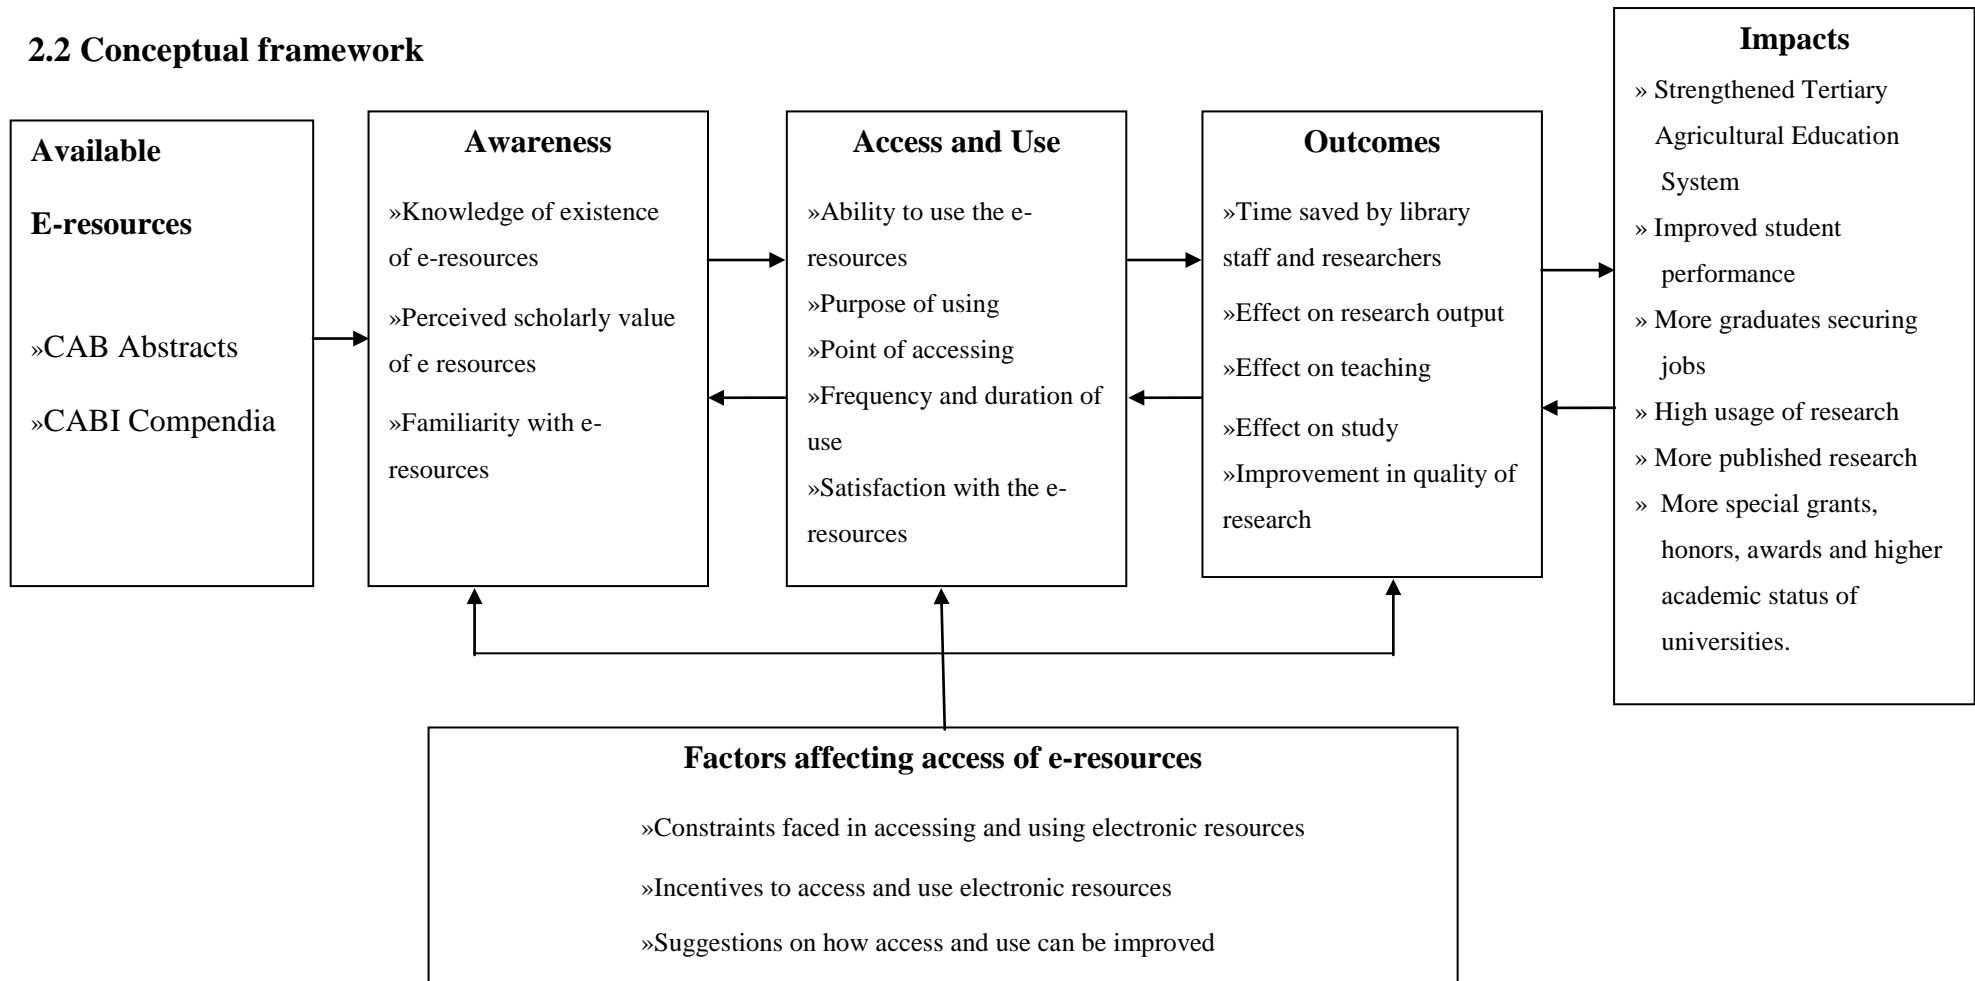 2.2 Conceptual framework
Available
E-resources
»CAB Abstracts
»CABI Compendia
Awareness
»Knowledge of existence
of e-resources
»Perceived scholarly value
of e resources
»Familiarity with e-
resources
Access and Use
»Ability to use the e-
resources
»Purpose of using
»Point of accessing
»Frequency and duration of
use
»Satisfaction with the e-
resources
Outcomes
»Time saved by library
staff and researchers
»Effect on research output
»Effect on teaching
»Effect on study
»Improvement in quality of
research
Impacts
» Strengthened Tertiary
Agricultural Education
System
» Improved student
performance
» More graduates securing
jobs
» High usage of research
» More published research
» More special grants,
honors, awards and higher
academic status of
universities.
Factors affecting access of e-resources
»Constraints faced in accessing and using electronic resources
»Incentives to access and use electronic resources
»Suggestions on how access and use can be improved